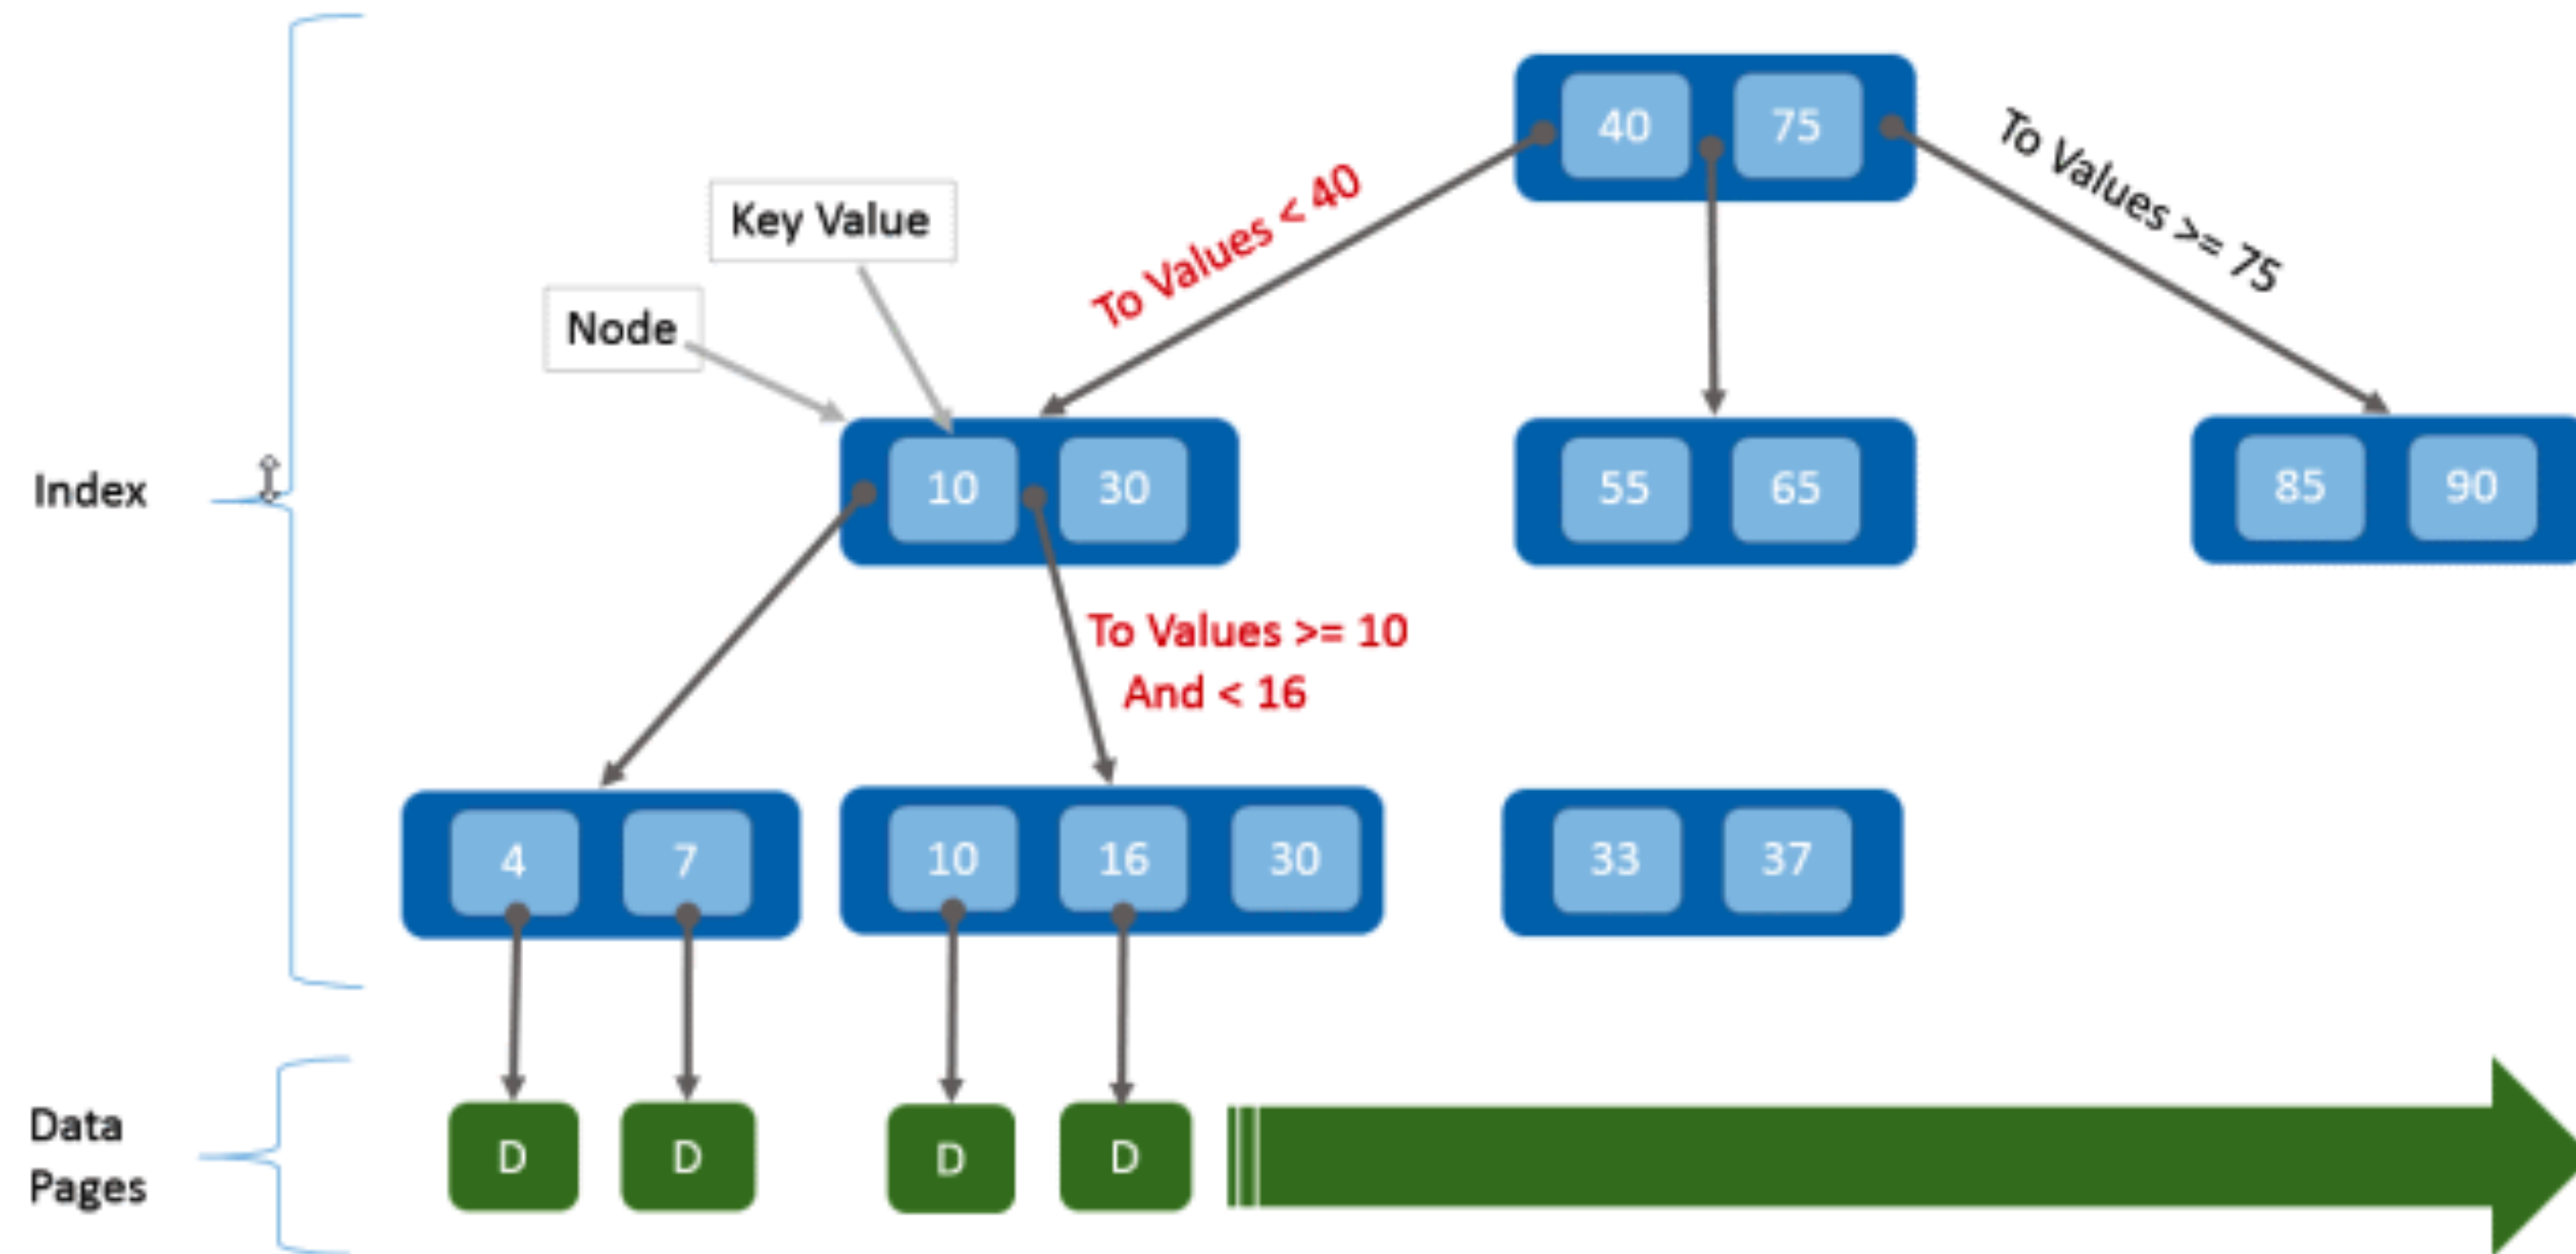 40 75
To Values < 40
To Values >= 75
Key Value
Node
Index
10 30
55 65
85 90
To Values >= 10
And < 16
4 7
10 16 30
33 37
Data
Pages
D D D D